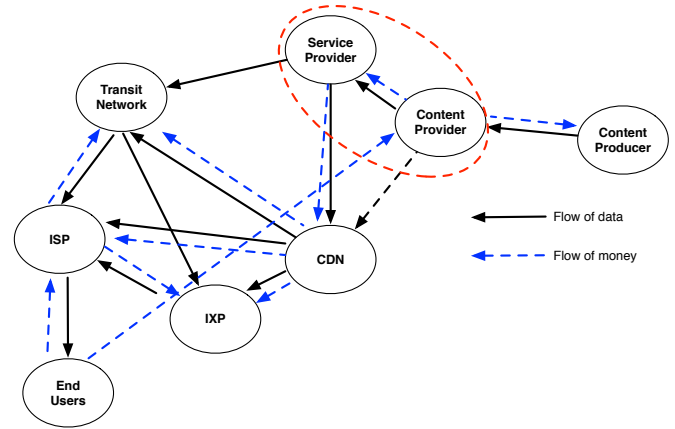 Service
Provider
Transit
Network
Content
Provider
Content
Producer
Flow of data
ISP
CDN
Flow of money
IXP
End
Users